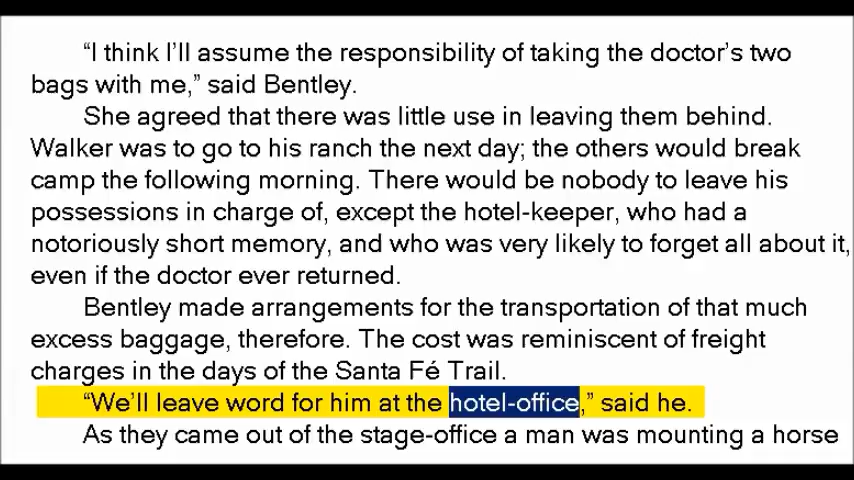 “I think I’ll assume the responsibility of taking the doctor’s two
bags with me,” said Bentley.
She agreed that there was little use in leaving them behind.
Walker was to go to his ranch the next day; the others would break
camp the following morning. There would be nobody to leave his
possessions in charge of, except the hotel-keeper, who had a
notoriously short memory, and who was very likely to forget all about it,
even if the doctor ever returned.
Bentley made arrangements for the transportation of that much
excess baggage, therefore. The cost was reminiscent of freight
charges in the days of the Santa Fé Trail.
“We’ll leave word for him at the hotel-office,” said he.
As they came out of the stage-office a man was mounting a horse